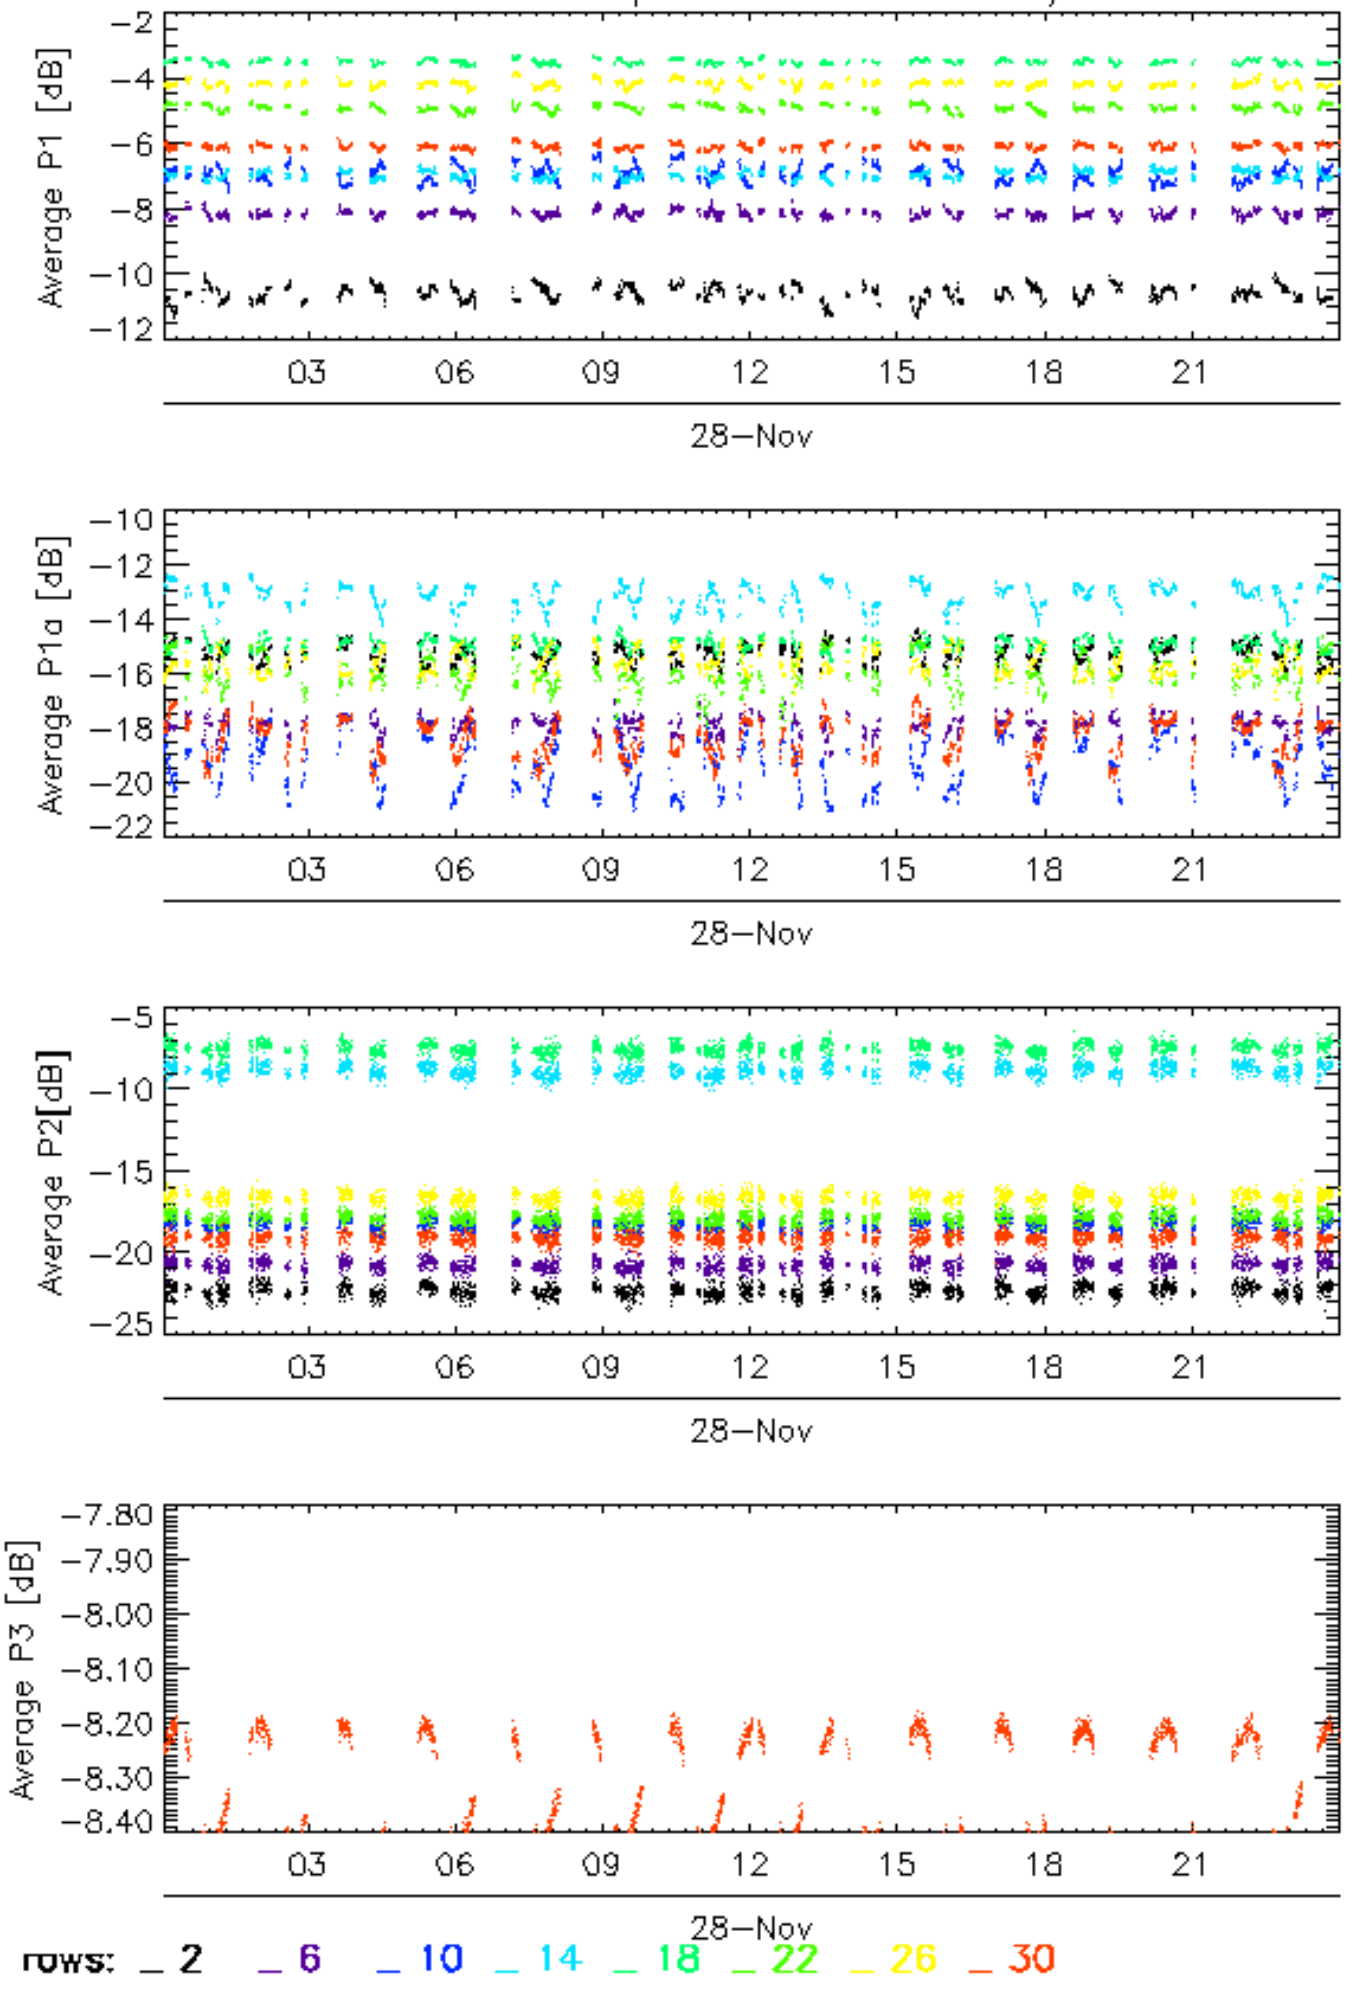 Average P1 [dB]
-2
-4
-6
-8
-10
-12
03 06 09 12 15 18 21
28-Nov
Average P1a [dB]
-10
-12
-14
-16
-18
-20
-22
03 06 09 12 15 18 21
28-Nov
Average P2[dB]
-5
-10
-15
-20
-25
03 06 09 12 15 18 21
28-Nov
Average P3 [dB]
-7.80
-7.90
-8.00
-8.10
-8.20
-8.30
-8.40
03 06 09 12 15 18 21
28-Nov
rows: _ 2 _ 6 _ 10 _ 14 _ 18 _ 22 _ 26 _ 30